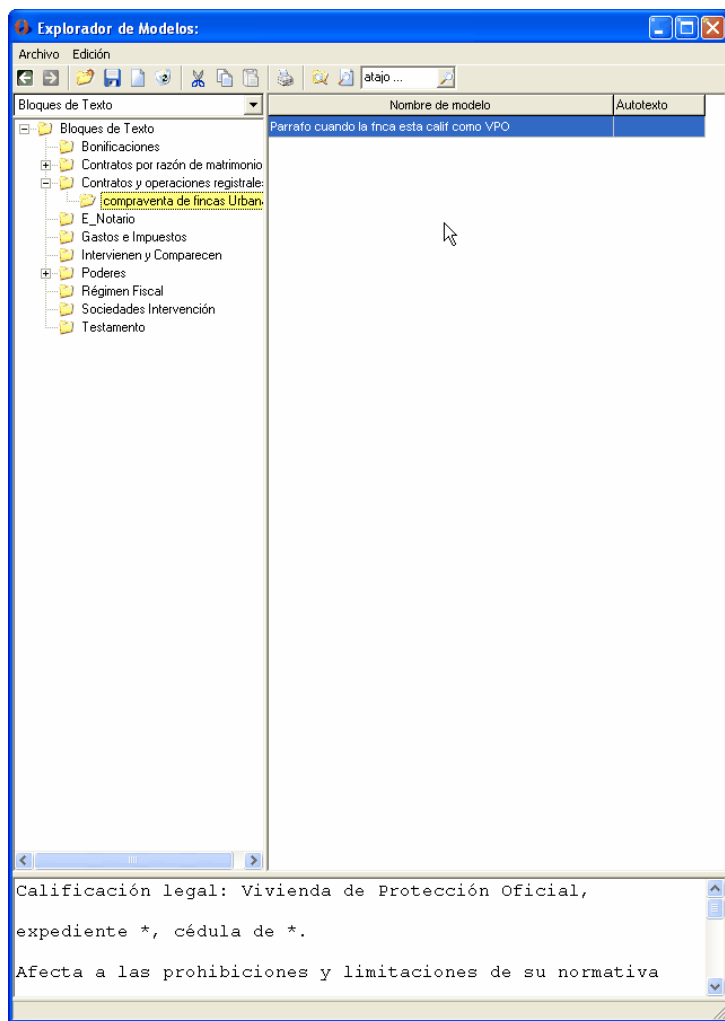 Explorador de Modelos:
Archivo Edición
atajo ...
Bloques de Texto
Nombre de modelo Autotexto
Parrafo cuando la fnca esta calif como VPO
Bloques de Texto
Bonificaciones
Contratos por razón de matrimonio
Contratos y operaciones registrale
compraventa de fincas Urban
E_Notario
Gastos e Impuestos
Intervienen y Comparecen
Poderes
Régimen Fiscal
Sociedades Intervención
Testamento
Calificación legal: Vivienda de Protección Oficial,
expediente *, cédula de *.
Afecta a las prohibiciones y limitaciones de su normativa